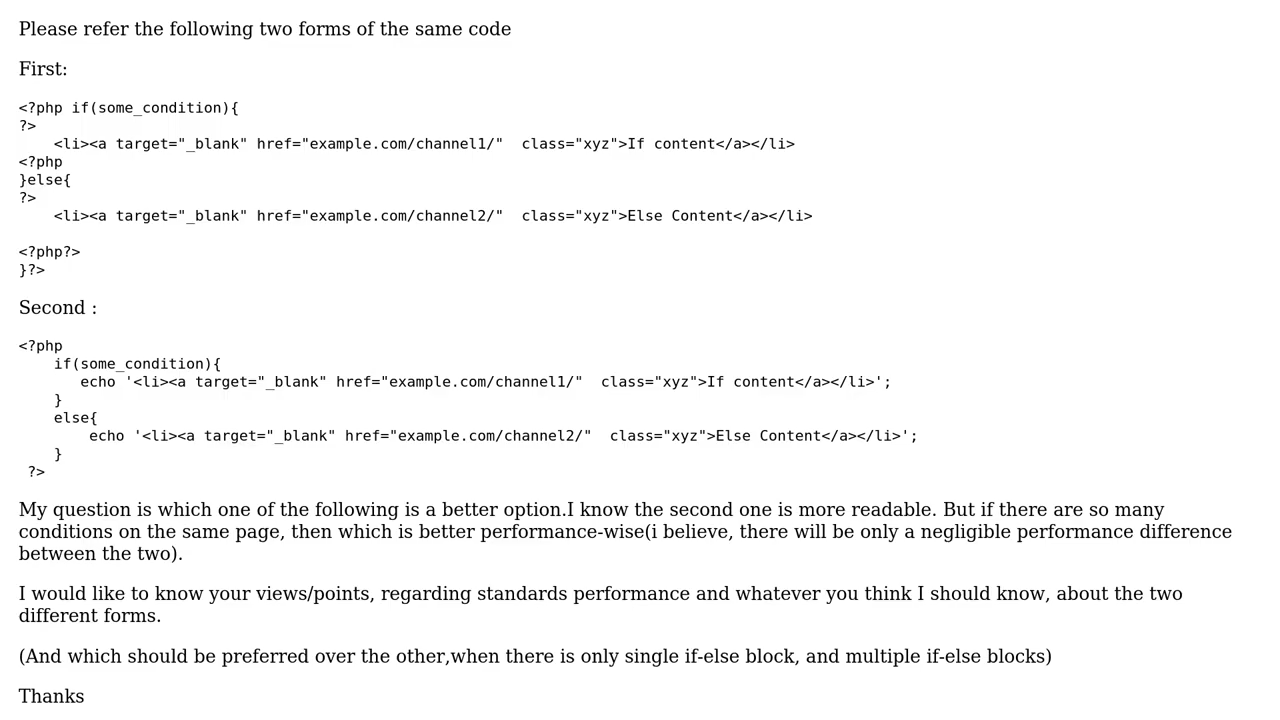 Please refer the following two forms of the same code
First:
<?php if(some_condition){
?>
    <li><a target="_blank" href="example.com/channel1/"  class="xyz">If content</a></li>
<?php
}else{
?>
    <li><a target="_blank" href="example.com/channel2/"  class="xyz">Else Content</a></li>
<?php?>
}?>
Second :
<?php
    if(some_condition){
       echo '<li><a target="_blank" href="example.com/channel1/"  class="xyz">If content</a></li>';
    }
    else{
        echo '<li><a target="_blank" href="example.com/channel2/"  class="xyz">Else Content</a></li>';
    }
 ?>
My question is which one of the following is a better option.I know the second one is more readable. But if there are so many
conditions on the same page, then which is better performance-wise(i believe, there will be only a negligible performance difference
between the two).
I would like to know your views/points, regarding standards performance and whatever you think I should know, about the two
different forms.
(And which should be preferred over the other,when there is only single if-else block, and multiple if-else blocks)
Thanks